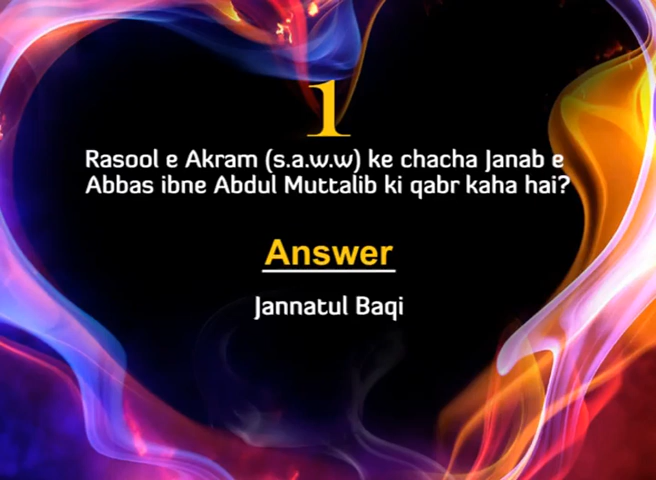 1
Rasool e Akram (s.a.w.w) ke chacha Janab e
Abbas ibne Abdul Muttalib ki qabr kaha hai?
Answer
Jannatul Baqi